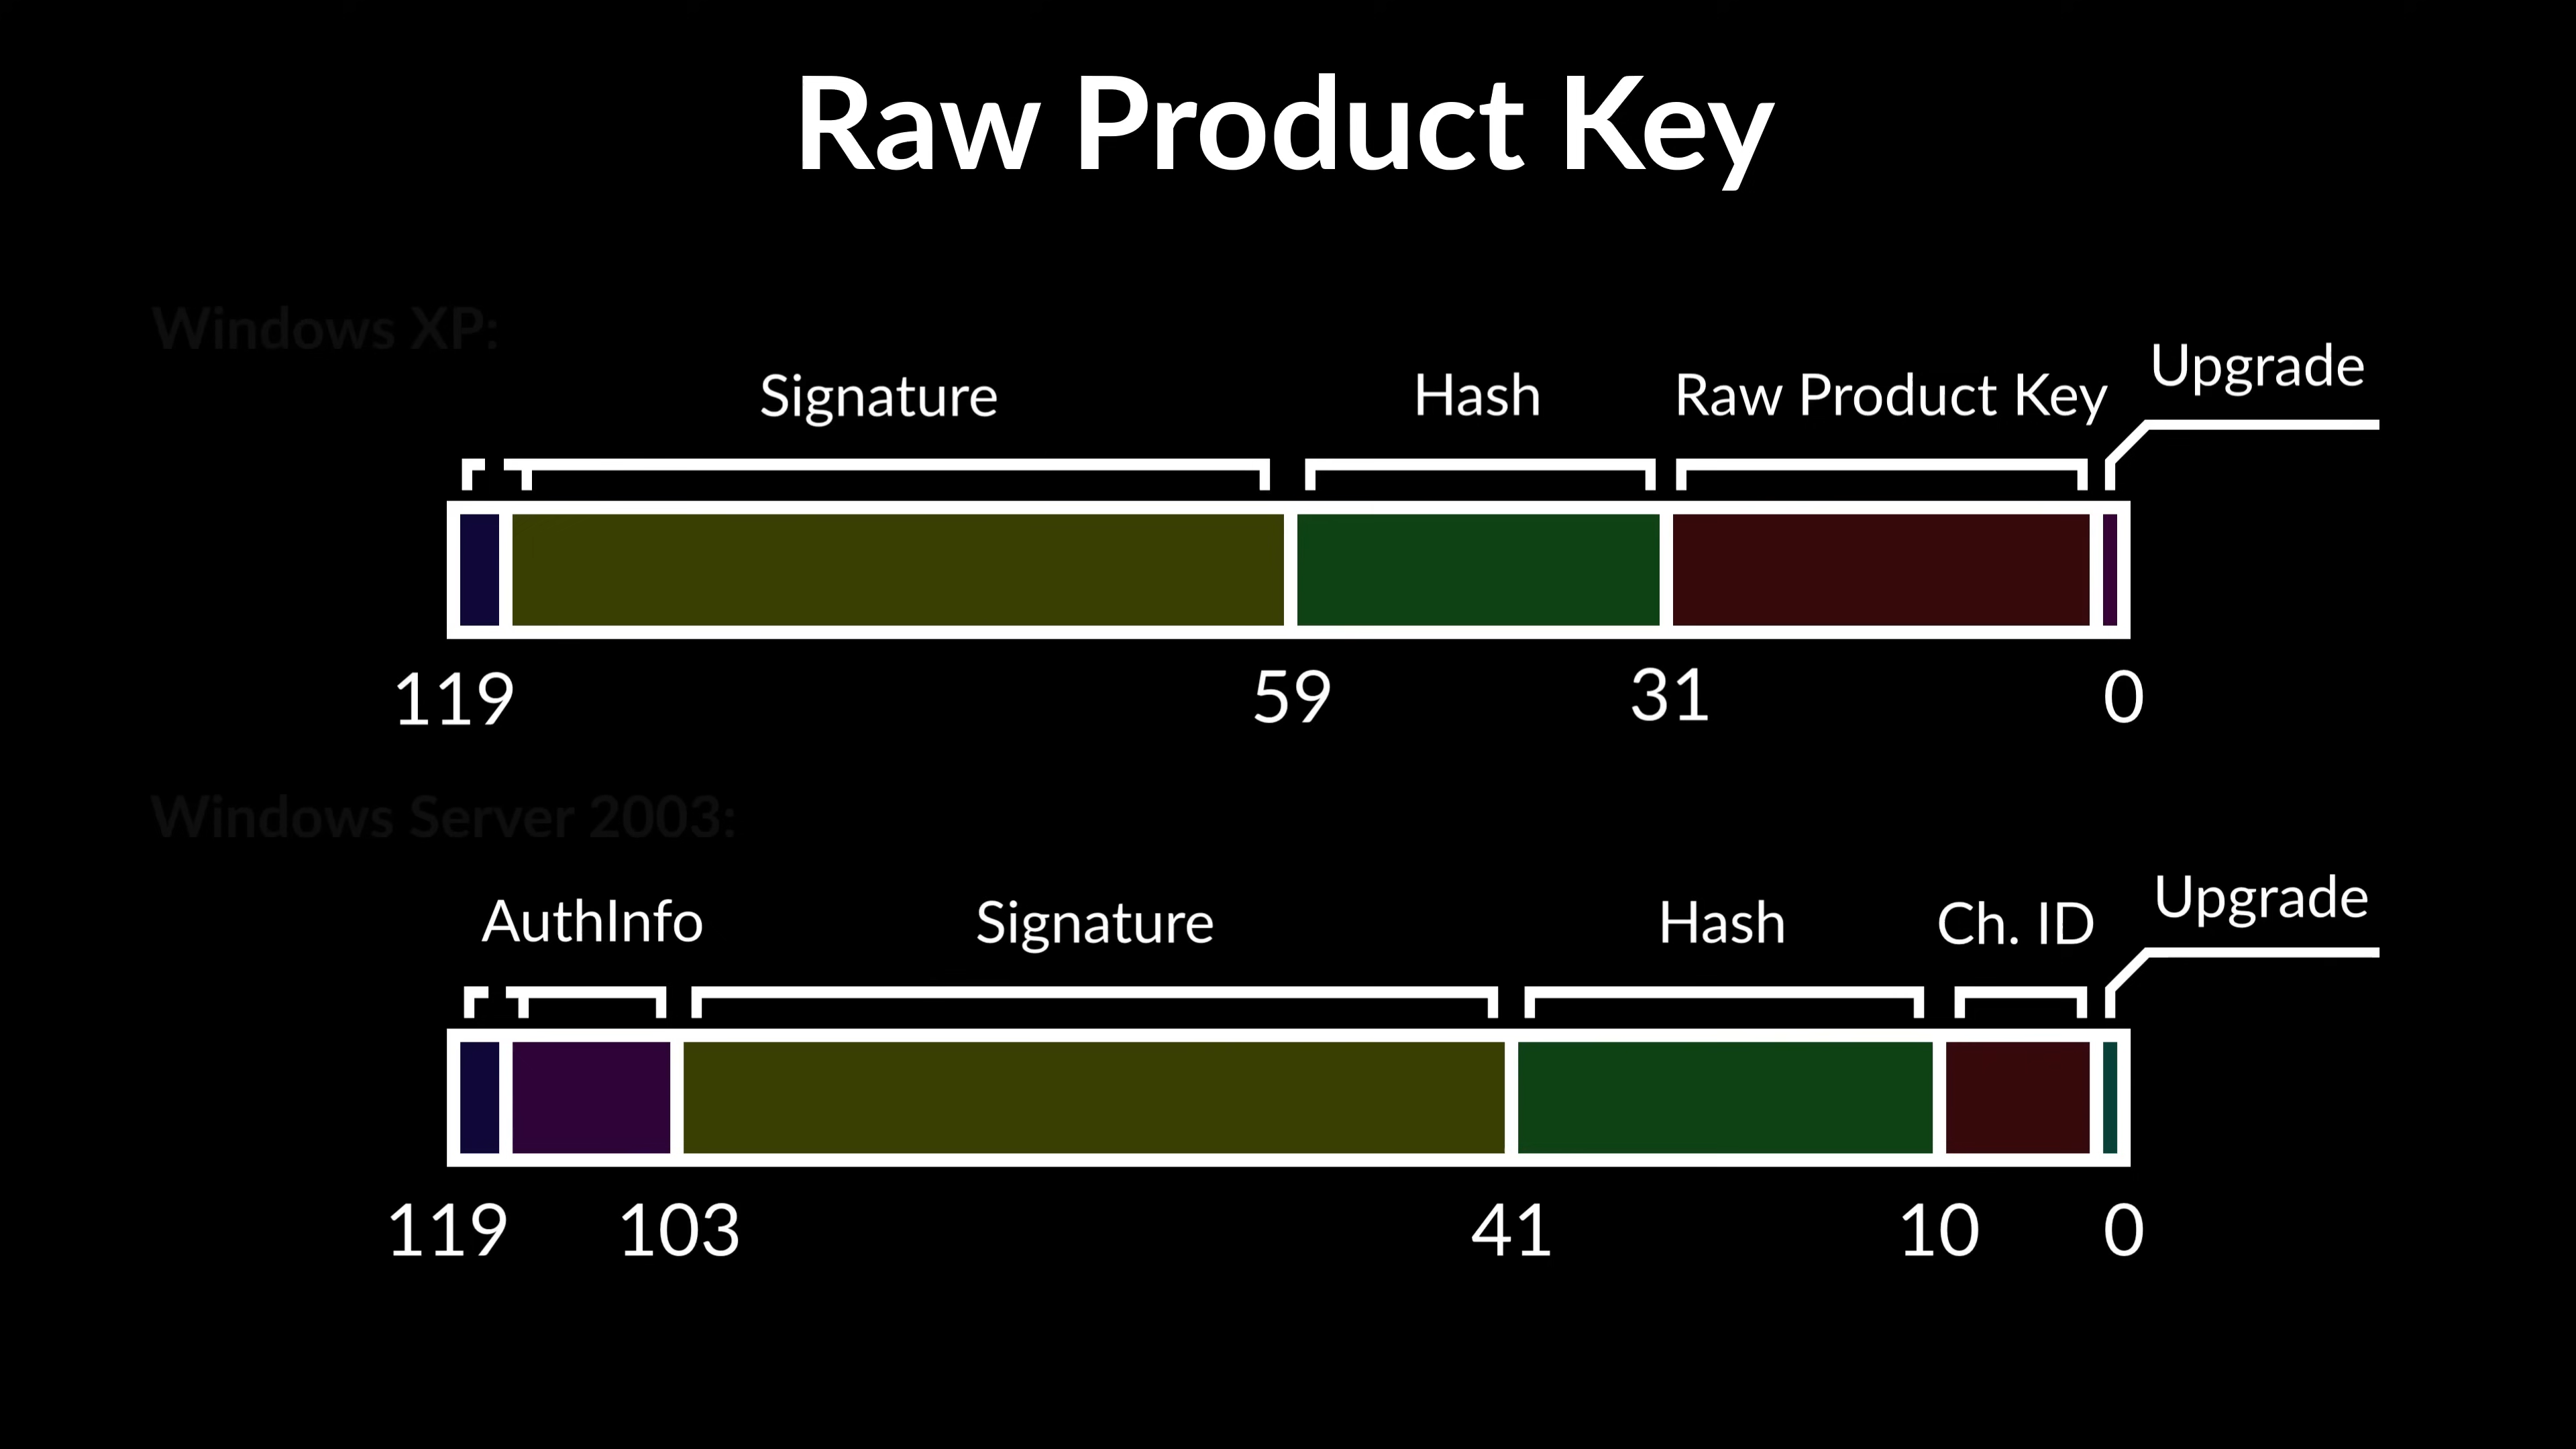 Raw Product Key
Windows XP:
Signature
Hash
Raw Product Key
Upgrade
119
59
31
0
Windows Server 2003:
AuthInfo
Signature
Hash
Ch. ID
Upgrade
119
103
41
10
0